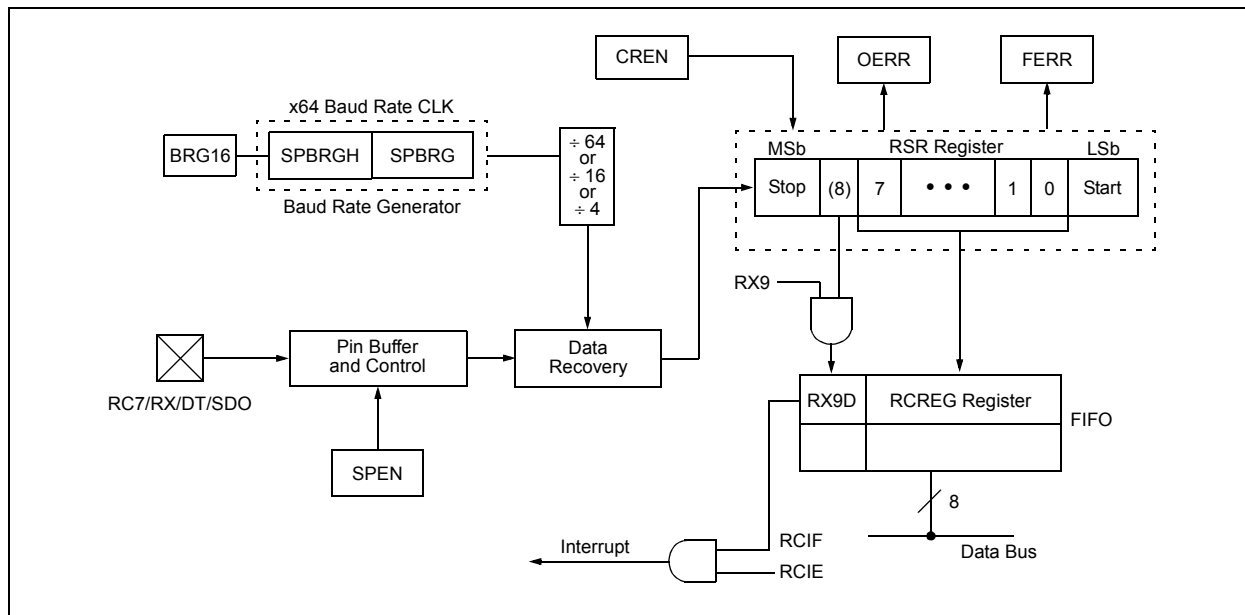 CREN
OERR
FERR
x64 Baud Rate CLK
BRG16
SPBRGH
SPBRG
Baud Rate Generator
÷ 64
or
÷ 16
or
÷ 4
MSb
RSR Register
LSb
Stop
(8)
7
• • •
1
0
Start
RX9
Pin Buffer
and Control
Data
Recovery
RC7/RX/DT/SDO
SPEN
RX9D
RCREG Register
FIFO
8
Data Bus
Interrupt
RCIF
RCIE